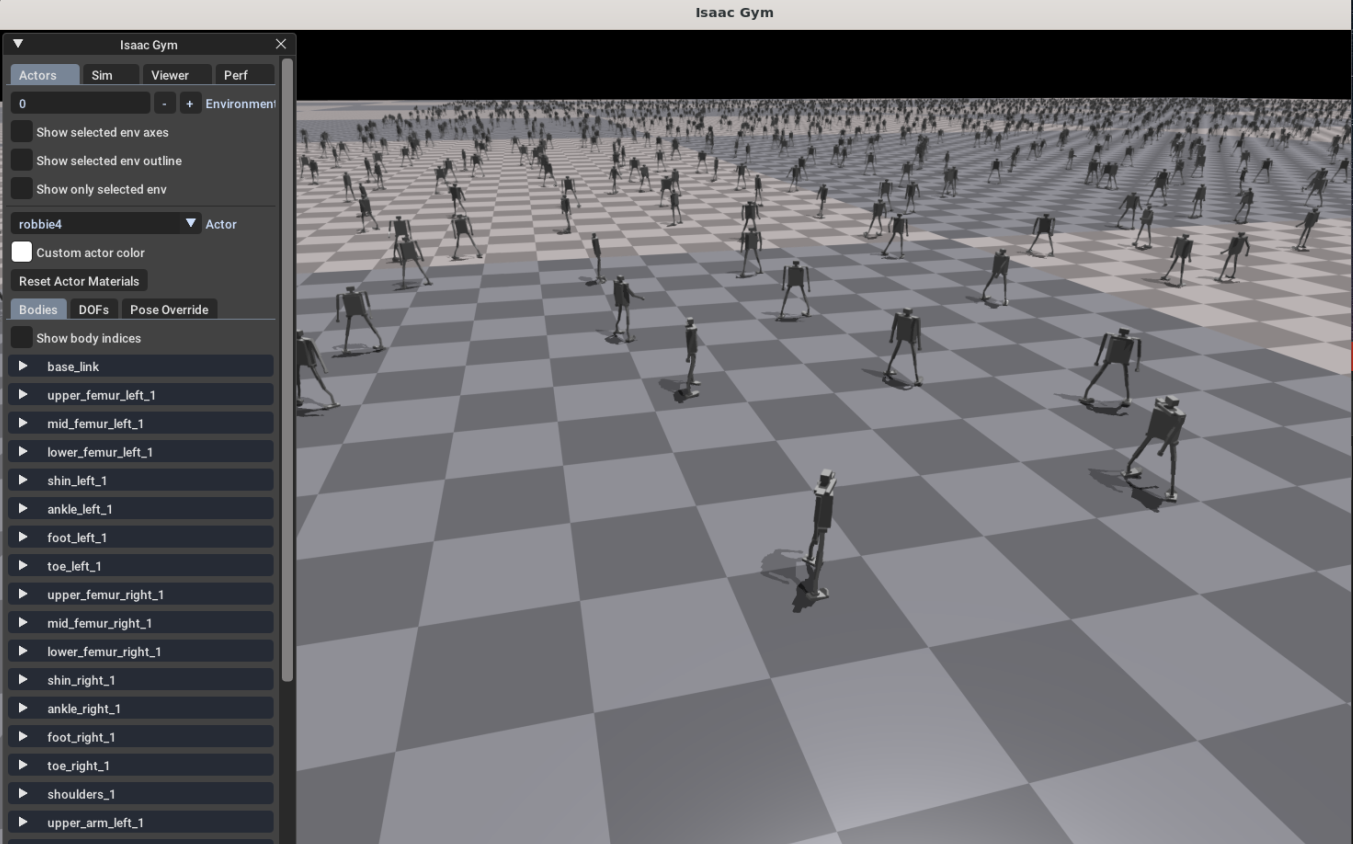 Isaac Gym
Isaac Gym
Actors Sim Viewer Perf
0 - + Environment
Show selected env axes
Show selected env outline
Show only selected env
robbie4 Actor
Custom actor color
Reset Actor Materials
Bodies DOFs Pose Override
Show body indices
base_link
upper_femur_left_1
mid_femur_left_1
lower_femur_left_1
shin_left_1
ankle_left_1
foot_left_1
toe_left_1
upper_femur_right_1
mid_femur_right_1
lower_femur_right_1
shin_right_1
ankle_right_1
foot_right_1
toe_right_1
shoulders_1
upper_arm_left_1